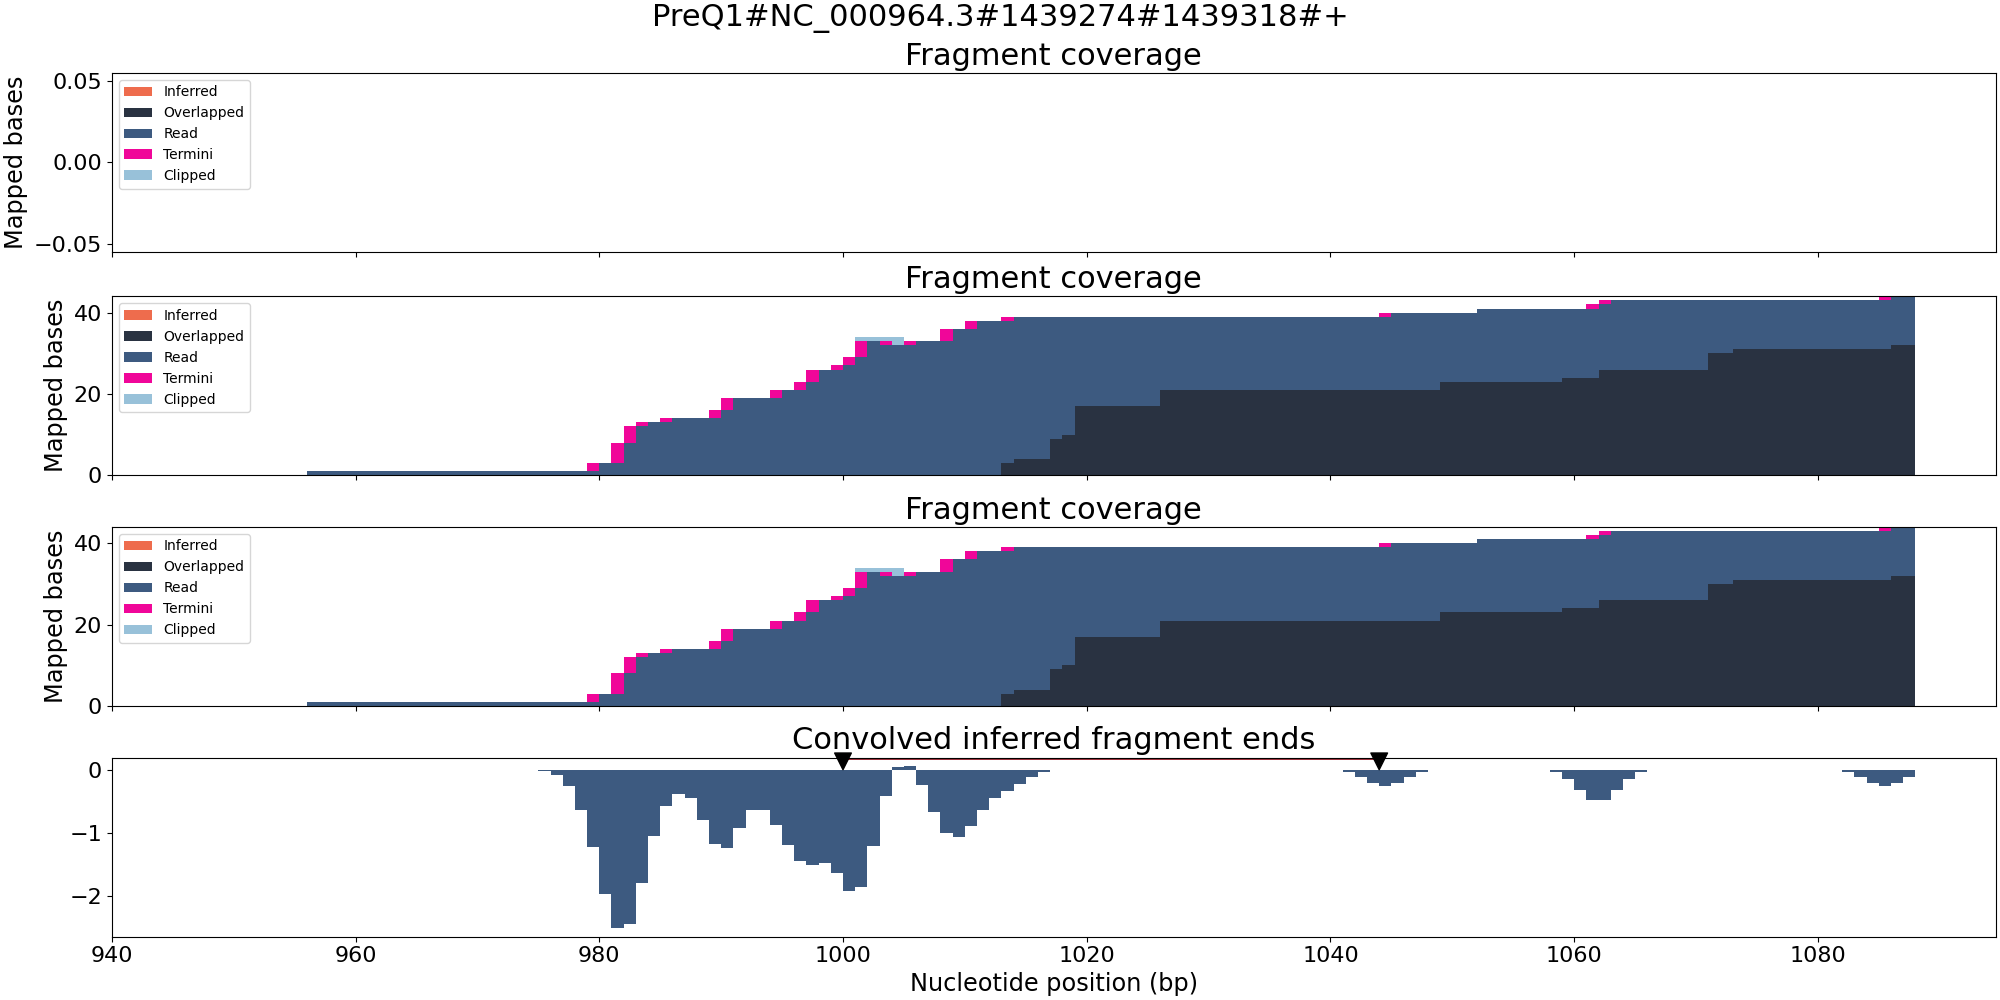 PreQ1#NC_000964.3#1439274#1439318#+
Fragment coverage
Mapped bases
0.05
0.00
−0.05
Inferred
Overlapped
Read
Termini
Clipped
Fragment coverage
Mapped bases
40
20
0
Inferred
Overlapped
Read
Termini
Clipped
Fragment coverage
Mapped bases
40
20
0
Inferred
Overlapped
Read
Termini
Clipped
Convolved inferred fragment ends
0
−1
−2
940 960 980 1000 1020 1040 1060 1080
Nucleotide position (bp)